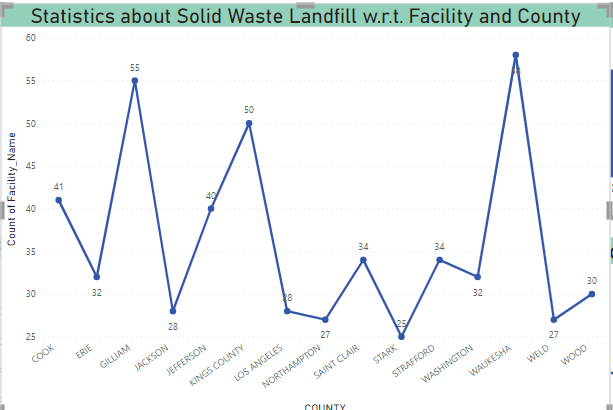 Statistics about Solid Waste Landfill w.r.t. Facility and County
Count of Facility_Name
60
55
50
45
40
35
30
25
41
32
55
28
40
50
28
27
34
25
34
32
58
27
30
COOK
ERIE
GILLIAM
JACKSON
JEFFERSON
KINGS COUNTY
LOS ANGELES
NORTHAMPTON
SAINT CLAIR
STARK
STRAFFORD
WASHINGTON
WAUKESHA
WELD
WOOD
COUNTY